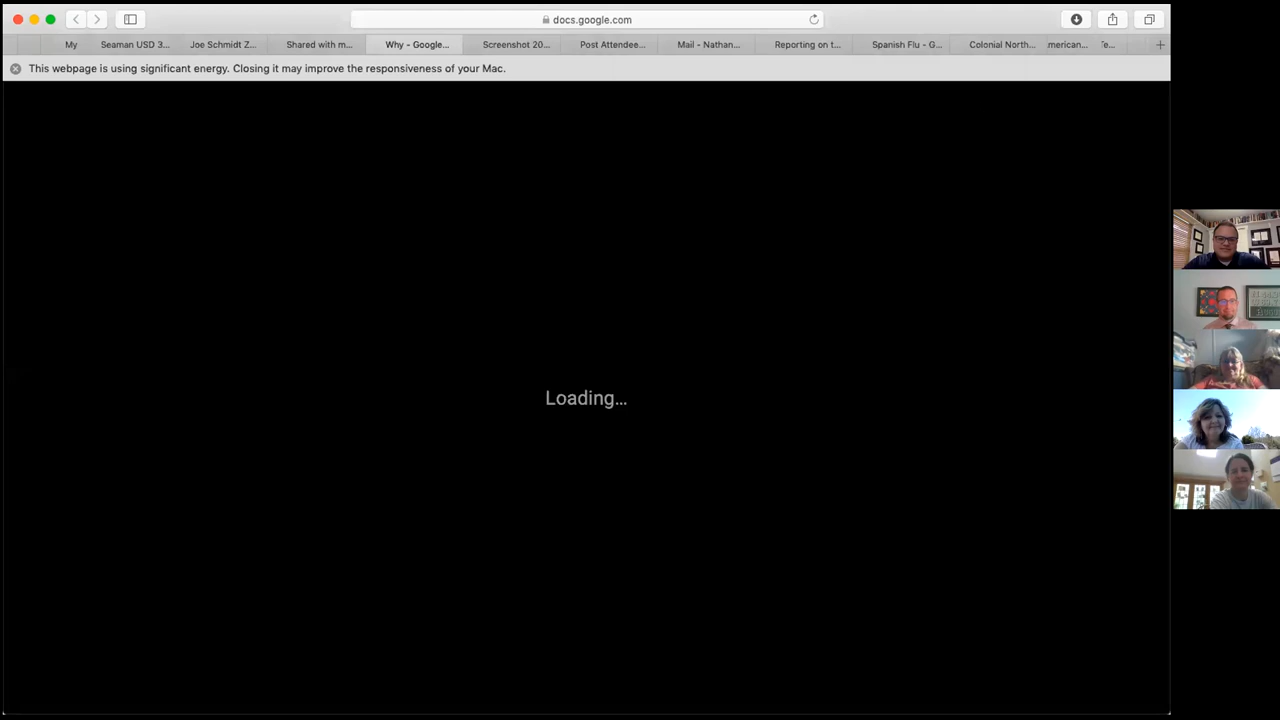 docs.google.com
My
Seaman USD 3...
Joe Schmidt Z...
Shared with m...
Why - Google...
Screenshot 20...
Post Attendee...
Mail - Nathan...
Reporting on t...
Spanish Flu - G...
Colonial North...
merican...
Te...
This webpage is using significant energy. Closing it may improve the responsiveness of your Mac.
Loading...